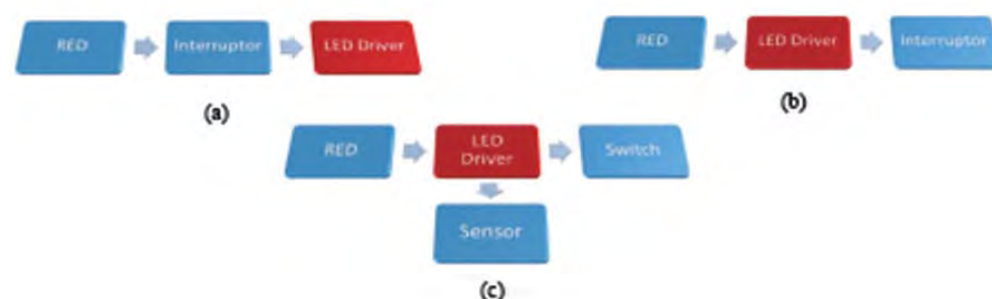 RED
Interruptor
LED Driver
(a)
RED
LED Driver
Interruptor
(b)
RED
LED
Driver
Switch
Sensor
(c)